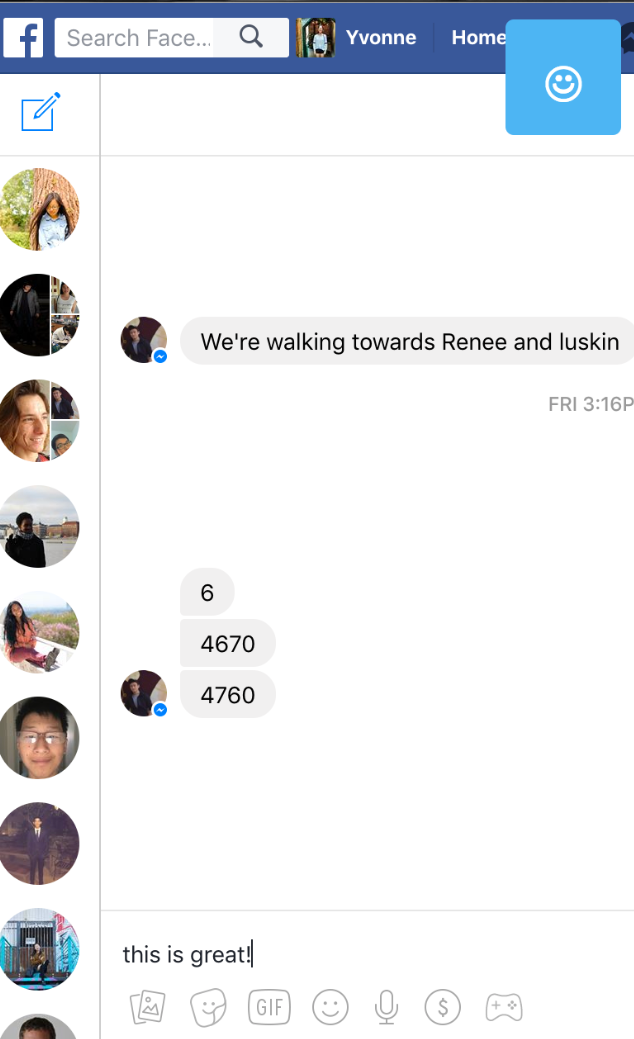 f
Search Face...
Yvonne
Home
We're walking towards Renee and luskin
FRI 3:16P
6
4670
4760
this is great!
GIF
$